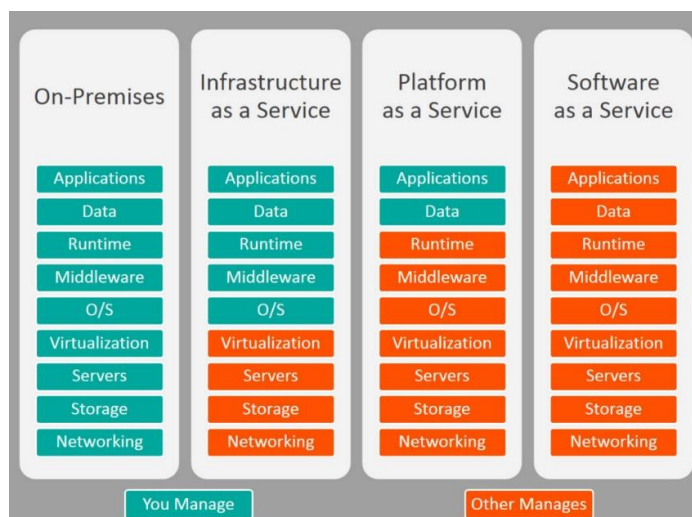 On-Premises
Applications
Data
Runtime
Middleware
O/S
Virtualization
Servers
Storage
Networking
Infrastructure
as a Service
Applications
Data
Runtime
Middleware
O/S
Virtualization
Servers
Storage
Networking
Platform
as a Service
Applications
Data
Runtime
Middleware
O/S
Virtualization
Servers
Storage
Networking
Software
as a Service
Applications
Data
Runtime
Middleware
O/S
Virtualization
Servers
Storage
Networking
You Manage
Other Manages